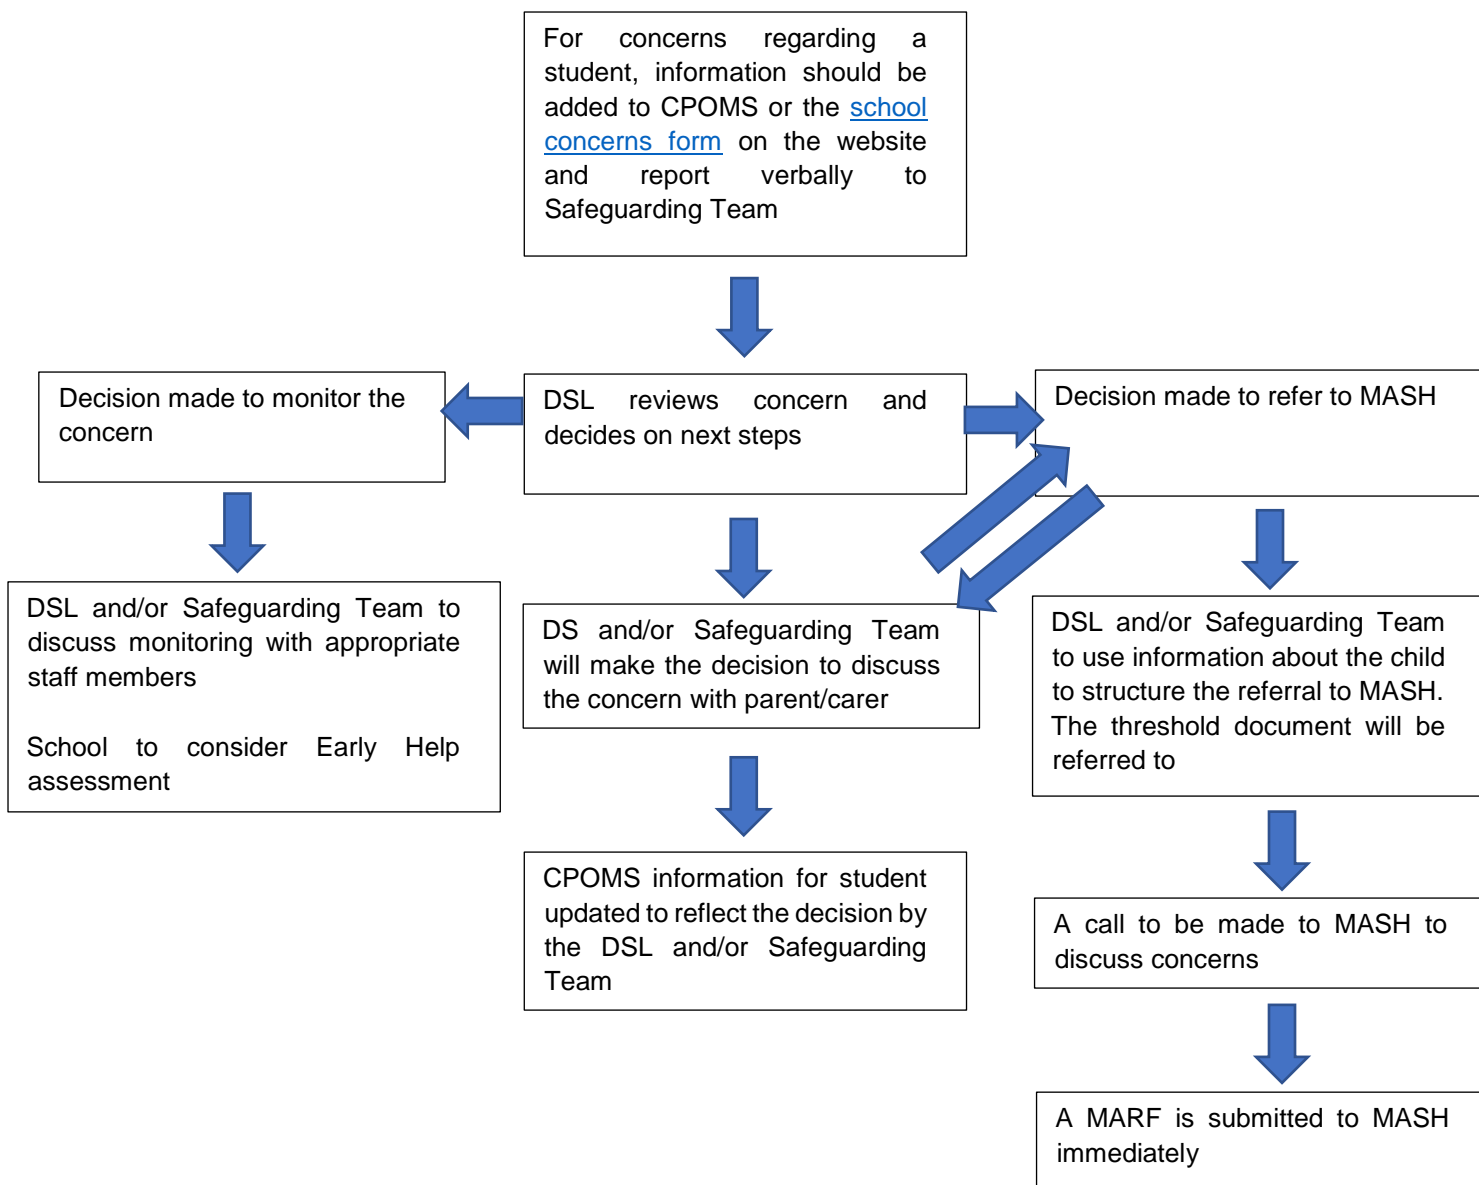 For concerns regarding a
student, information should be
added to CPOMS or the school
concerns form on the website
and report verbally to
Safeguarding Team
Decision made to monitor the
concern
DSL reviews concern and
decides on next steps
Decision made to refer to MASH
DSL and/or Safeguarding Team to
discuss monitoring with appropriate
staff members
School to consider Early Help
assessment
DS and/or Safeguarding Team
will make the decision to discuss
the concern with parent/carer
DSL and/or Safeguarding Team
to use information about the child
to structure the referral to MASH.
The threshold document will be
referred to
CPOMS information for student
updated to reflect the decision by
the DSL and/or Safeguarding
Team
A call to be made to MASH to
discuss concerns
A MARF is submitted to MASH
immediately